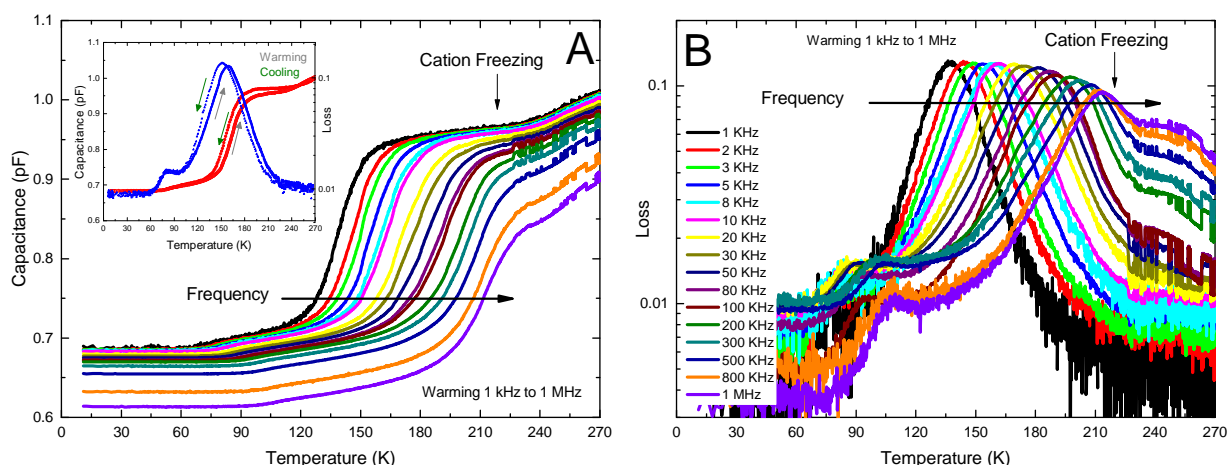 A
Cation Freezing
Frequency
Warming 1 kHz to 1 MHz
Capacitance (pF)
1.1
1.0
0.9
0.8
0.7
0.6
0 30 60 90 120 150 180 210 240 270
Temperature (K)
Warming
Cooling
Capacitance (pF)
1.1
1.0
0.9
0.8
0.7
0.6
0.1
0.01
Loss
0 30 60 90 120 150 180 210 240 270
Temperature (K)
B
Warming 1 kHz to 1 MHz
Cation Freezing
Frequency
1 KHz
2 KHz
3 KHz
5 KHz
8 KHz
10 KHz
20 KHz
30 KHz
50 KHz
80 KHz
100 KHz
200 KHz
300 KHz
500 KHz
800 KHz
1 MHz
Loss
0.1
0.01
0 30 60 90 120 150 180 210 240 270
Temperature (K)